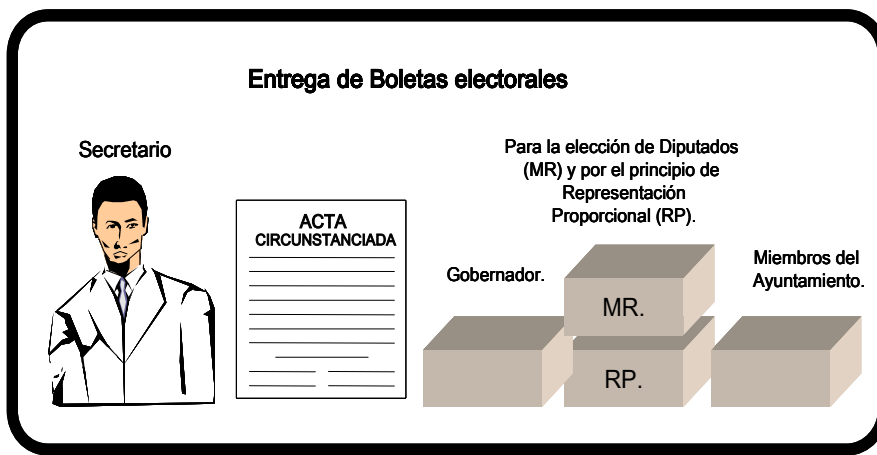 Entrega de Boletas electorales
Secretario
ACTA
CIRCUNSTANCIADA
Para la elección de Diputados
(MR) y por el principio de
Representación
Proporcional (RP).
Gobernador.
Miembros del
Ayuntamiento.
MR.
RP.